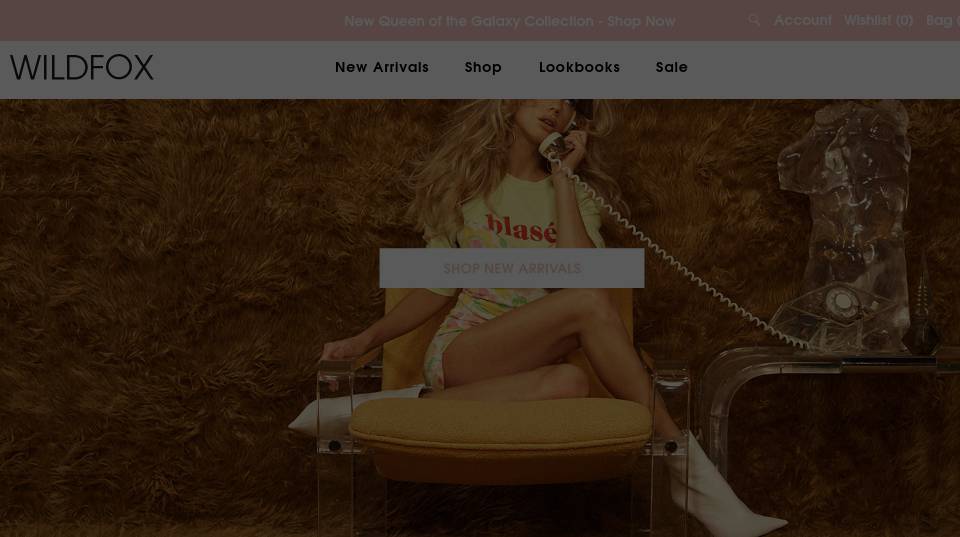 New Queen of the Galaxy Collection - Shop Now
Account Wishlist (0) Bag
WILDFOX
New Arrivals Shop Lookbooks Sale
blasé
SHOP NEW ARRIVALS